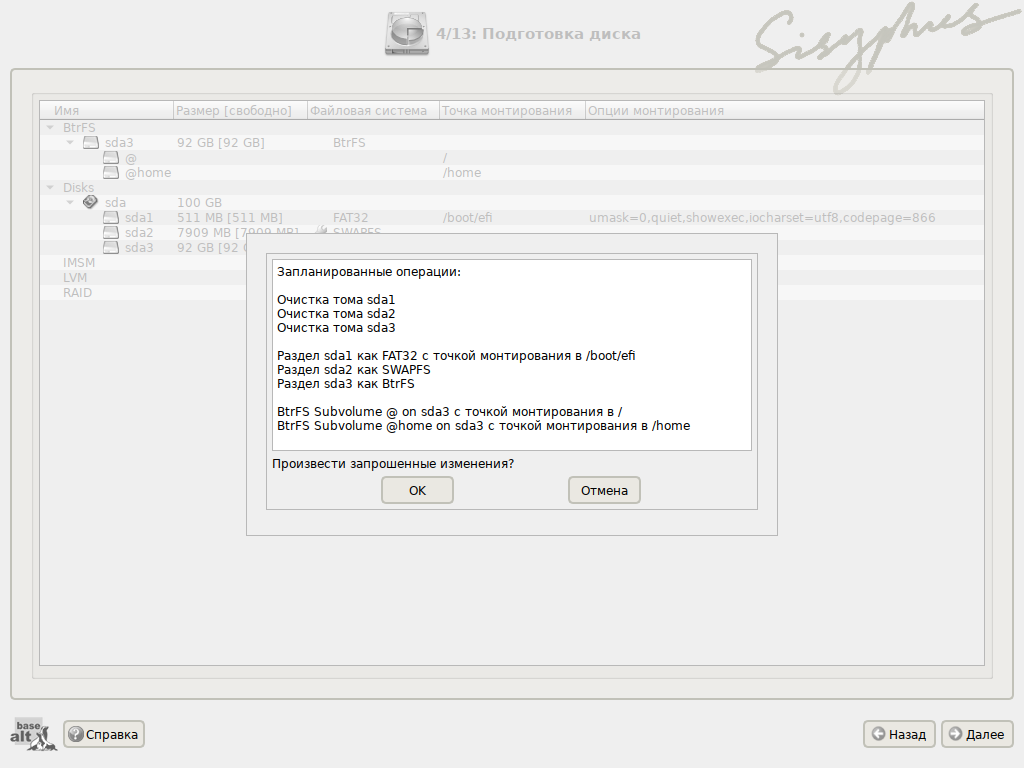 4/13: Подготовка диска
Sisyphus
Имя Размер [свободно] Файловая система Точка монтирования Опции монтирования
BtrFS
sda3 92 GB [92 GB] BtrFS
@ /
@home /home
Disks
sda 100 GB
sda1 511 MB [511 MB] FAT32 /boot/efi umask=0,quiet,showexec,iocharset=utf8,codepage=866
sda2 7909 MB [7909 MB] SWAPFS
sda3 92 GB [92
IMSM
LVM
RAID
Запланированные операции:
Очистка тома sda1
Очистка тома sda2
Очистка тома sda3
Раздел sda1 как FAT32 с точкой монтирования в /boot/efi
Раздел sda2 как SWAPFS
Раздел sda3 как BtrFS
BtrFS Subvolume @ on sda3 с точкой монтирования в /
BtrFS Subvolume @home on sda3 с точкой монтирования в /home
Произвести запрошенные изменения?
OK Отмена
base
alt
Справка Назад Далее